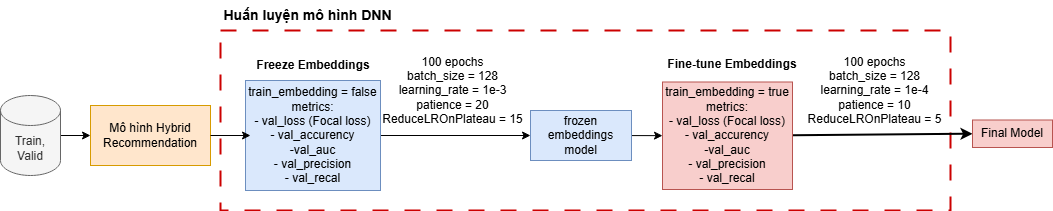 Huấn luyện mô hình DNN
Train,
Valid
Mô hình Hybrid
Recommendation
Freeze Embeddings
train_embedding = false
metrics:
- val_loss (Focal loss)
- val_accurency
-val_auc
- val_precision
- val_recal
100 epochs
batch_size = 128
learning_rate = 1e-3
patience = 20
ReduceLROnPlateau = 15
frozen
embeddings
model
Fine-tune Embeddings
train_embedding = true
metrics:
- val_loss (Focal loss)
- val_accurency
-val_auc
- val_precision
- val_recal
100 epochs
batch_size = 128
learning_rate = 1e-4
patience = 10
ReduceLROnPlateau = 5
Final Model